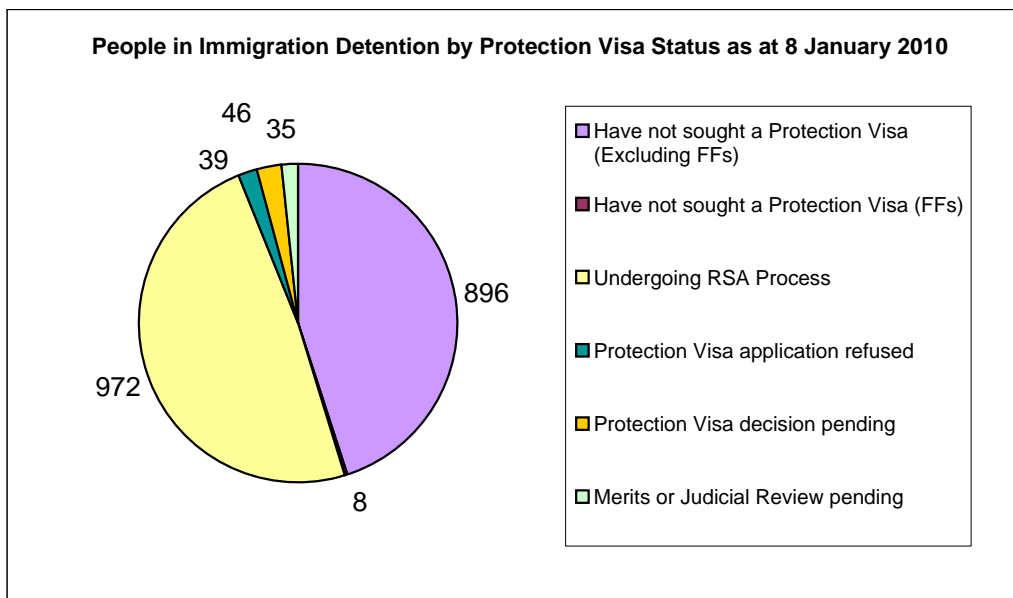 People in Immigration Detention by Protection Visa Status as at 8 January 2010
46
35
39
896
972
8
Have not sought a Protection Visa
(Excluding FFs)
Have not sought a Protection Visa (FFs)
Undergoing RSA Process
Protection Visa application refused
Protection Visa decision pending
Merits or Judicial Review pending